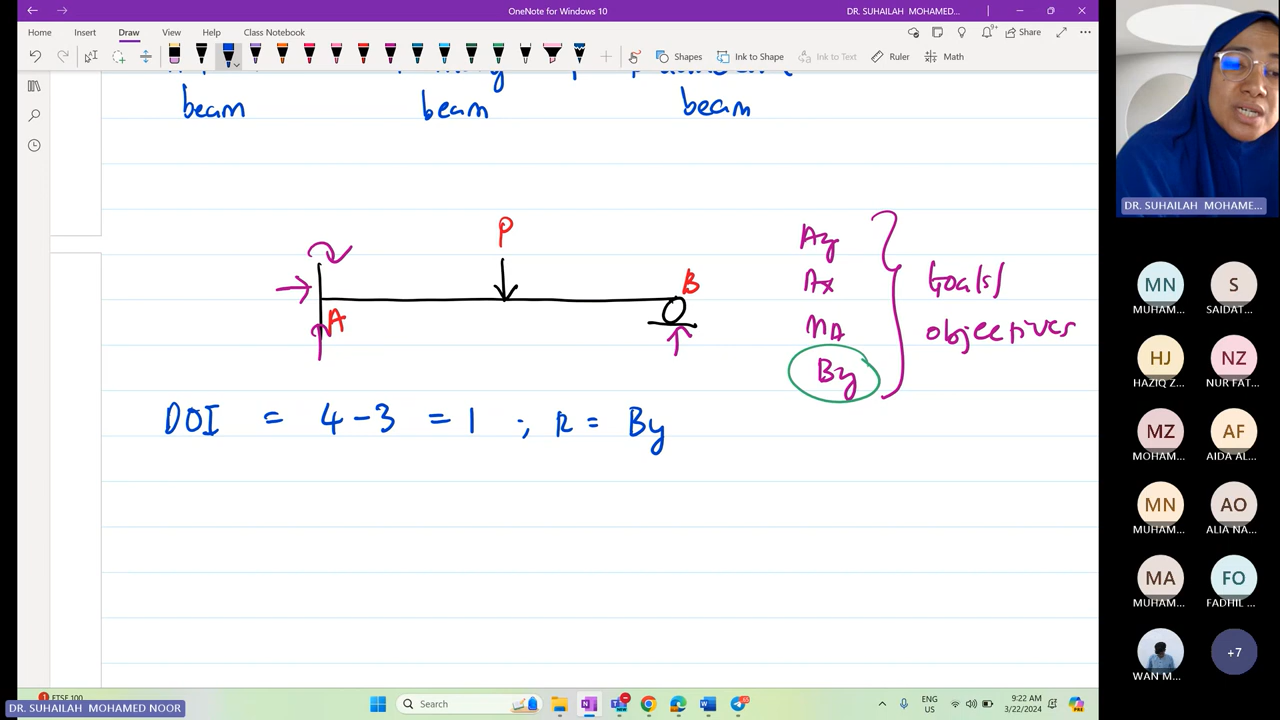 OneNote for Windows 10
DR. SUHAILAH MOHAMED...
Home Insert Draw View Help Class Notebook
Share
Shapes Ink to Shape Ink to Text Ruler Math
beam beam beam
P
A
B
Ay
Ax
MA
By
Goals/
objectives
DOI = 4 - 3 = 1 ; R = By
DR. SUHAILAH MOHAME...
MN
MUHAM...
S
SAIDAT...
HJ
HAZIQ Z...
NZ
NUR FAT...
MZ
MOHAM...
AF
AIDA AL...
MN
MUHAM...
AO
ALIA NA...
MA
MUHAM...
FO
FADHIL ...
WAN M...
+7
1
FTSE 100
DR. SUHAILAH MOHAMED NOOR
Search
ENG
US
9:22 AM
3/22/2024